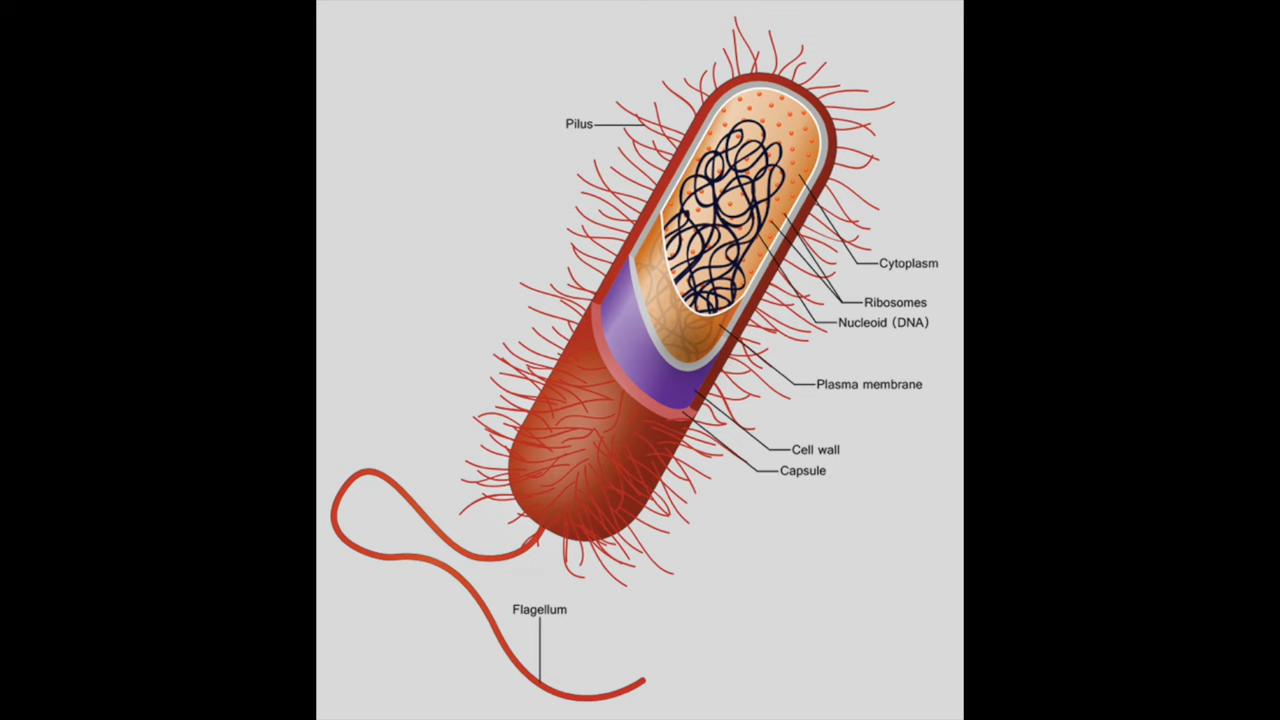 Pilus
Cytoplasm
Ribosomes
Nucleoid (DNA)
Plasma membrane
Cell wall
Capsule
Flagellum